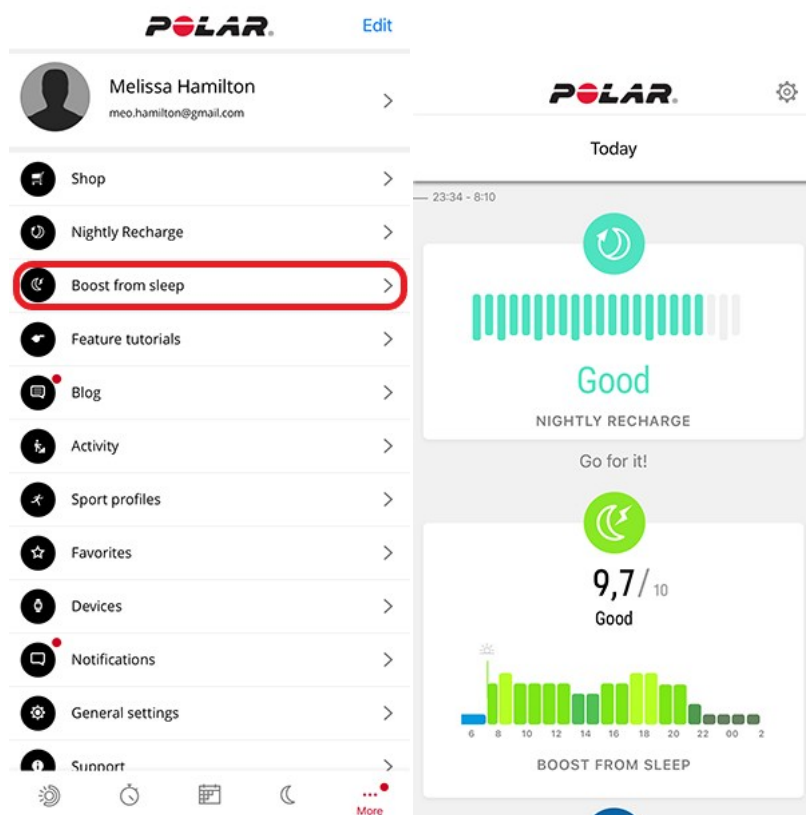 POLAR.
Edit
Melissa Hamilton
meo.hamilton@gmail.com
Shop
Nightly Recharge
Boost from sleep
Feature tutorials
Blog
Activity
Sport profiles
Favorites
Devices
Notifications
General settings
Support
More
POLAR.
Today
23:34 - 8:10
Good
NIGHTLY RECHARGE
Go for it!
9,7/ 10
Good
6 8 10 12 14 16 18 20 22 00 2
BOOST FROM SLEEP